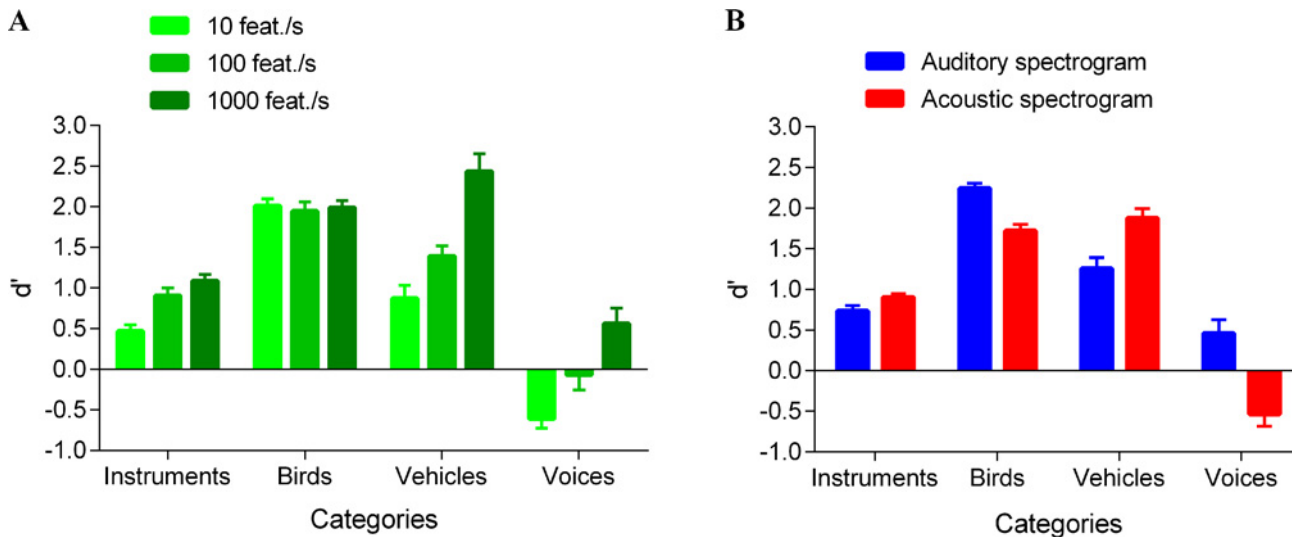 A
10 feat./s
100 feat./s
1000 feat./s
3.0
2.5
2.0
1.5
1.0
0.5
0.0
-0.5
-1.0
d'
Instruments Birds Vehicles Voices
Categories
B
Auditory spectrogram
Acoustic spectrogram
3.0
2.5
2.0
1.5
1.0
0.5
0.0
-0.5
-1.0
d'
Instruments Birds Vehicles Voices
Categories